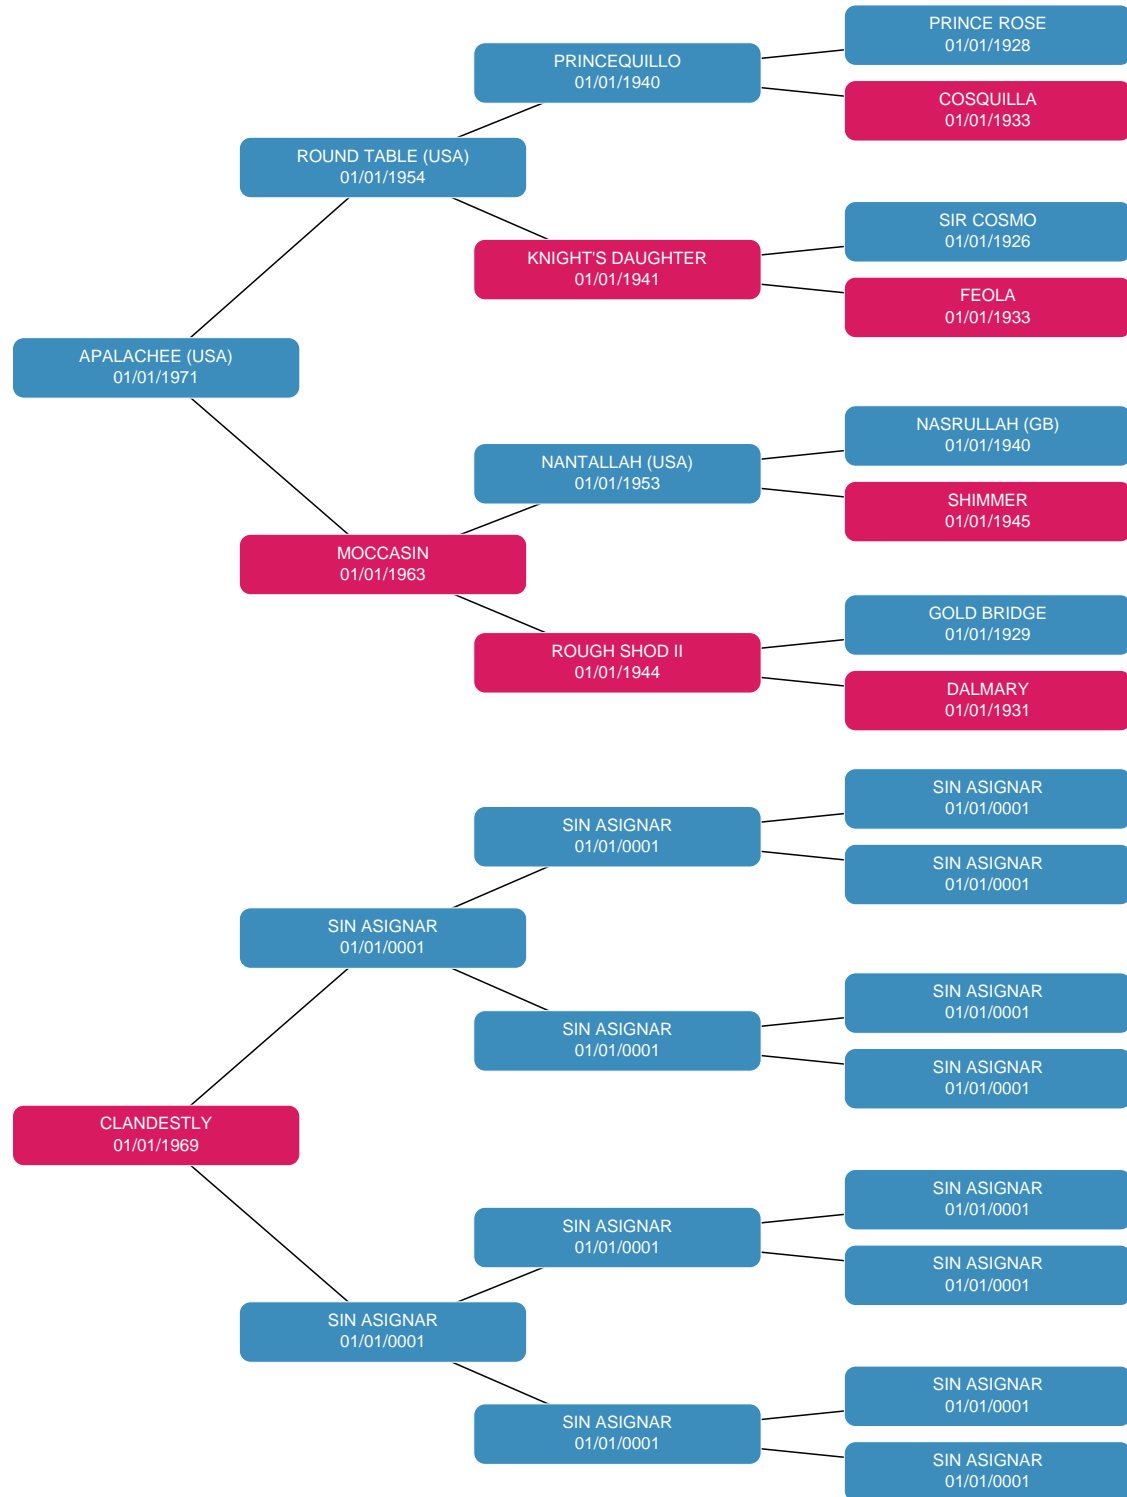 PRINCE ROSE
01/01/1928
PRINCEQUILLO
01/01/1940
COSQUILLA
01/01/1933
ROUND TABLE (USA)
01/01/1954
SIR COSMO
01/01/1926
KNIGHT'S DAUGHTER
01/01/1941
FEOLA
01/01/1933
APALACHEE (USA)
01/01/1971
NASRULLAH (GB)
01/01/1940
NANTALLAH (USA)
01/01/1953
SHIMMER
01/01/1945
MOCCASIN
01/01/1963
GOLD BRIDGE
01/01/1929
ROUGH SHOD II
01/01/1944
DALMARY
01/01/1931
SIN ASIGNAR
01/01/0001
SIN ASIGNAR
01/01/0001
SIN ASIGNAR
01/01/0001
SIN ASIGNAR
01/01/0001
SIN ASIGNAR
01/01/0001
SIN ASIGNAR
01/01/0001
SIN ASIGNAR
01/01/0001
CLANDESTLY
01/01/1969
SIN ASIGNAR
01/01/0001
SIN ASIGNAR
01/01/0001
SIN ASIGNAR
01/01/0001
SIN ASIGNAR
01/01/0001
SIN ASIGNAR
01/01/0001
SIN ASIGNAR
01/01/0001
SIN ASIGNAR
01/01/0001